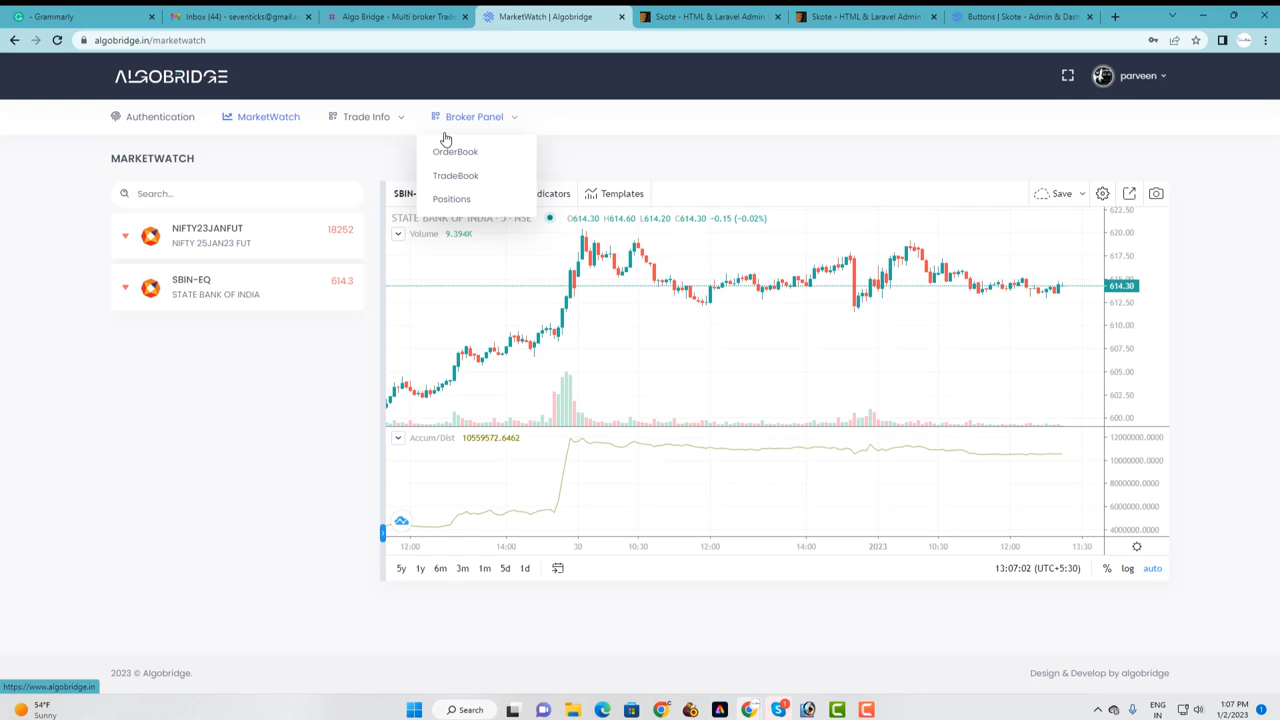 - Grammarly
Inbox (44) - seventicks@gmail.c
Algo Bridge - Multi broker Trade
MarketWatch | Algobridge
Skote - HTML & Laravel Admin
Skote - HTML & Laravel Admin
Buttons | Skote - Admin & Dash
algobridge.in/marketwatch
ALGOBRIDGE
parveen
Authentication
MarketWatch
Trade Info
Broker Panel
OrderBook
TradeBook
Positions
MARKETWATCH
Search...
NIFTY23JANFUT
18252
NIFTY 25JAN23 FUT
SBIN-EQ
614.3
STATE BANK OF INDIA
SBIN-
dicators
Templates
Save
STATE BANK OF INDIA · 5 · NSE
O614.30 H614.60 L614.20 C614.30 -0.15 (-0.02%)
Volume 9.394K
622.50
620.00
617.50
615.00
614.30
612.50
610.00
607.50
605.00
602.50
600.00
Accum/Dist 10559572.6462
12000000.0000
10000000.0000
8000000.0000
6000000.0000
4000000.0000
12:00 14:00 30 10:30 12:00 14:00 2023 10:30 12:00 13:30
5y 1y 6m 3m 1m 5d 1d
13:07:02 (UTC+5:30)
% log auto
2023 © Algobridge.
Design & Develop by algobridge
https://www.algobridge.in
54°F
Sunny
Search
ENG
IN
1:07 PM
1/2/2023